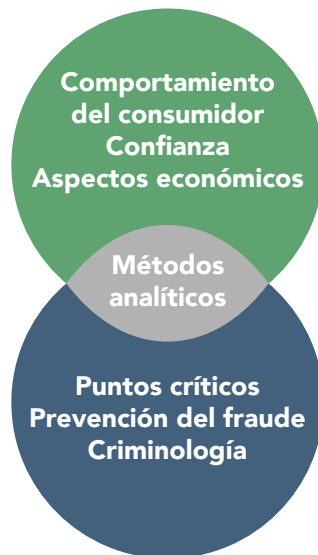 Comportamiento
del consumidor
Confianza
Aspectos económicos
Métodos
analíticos
Puntos críticos
Prevención del fraude
Criminología